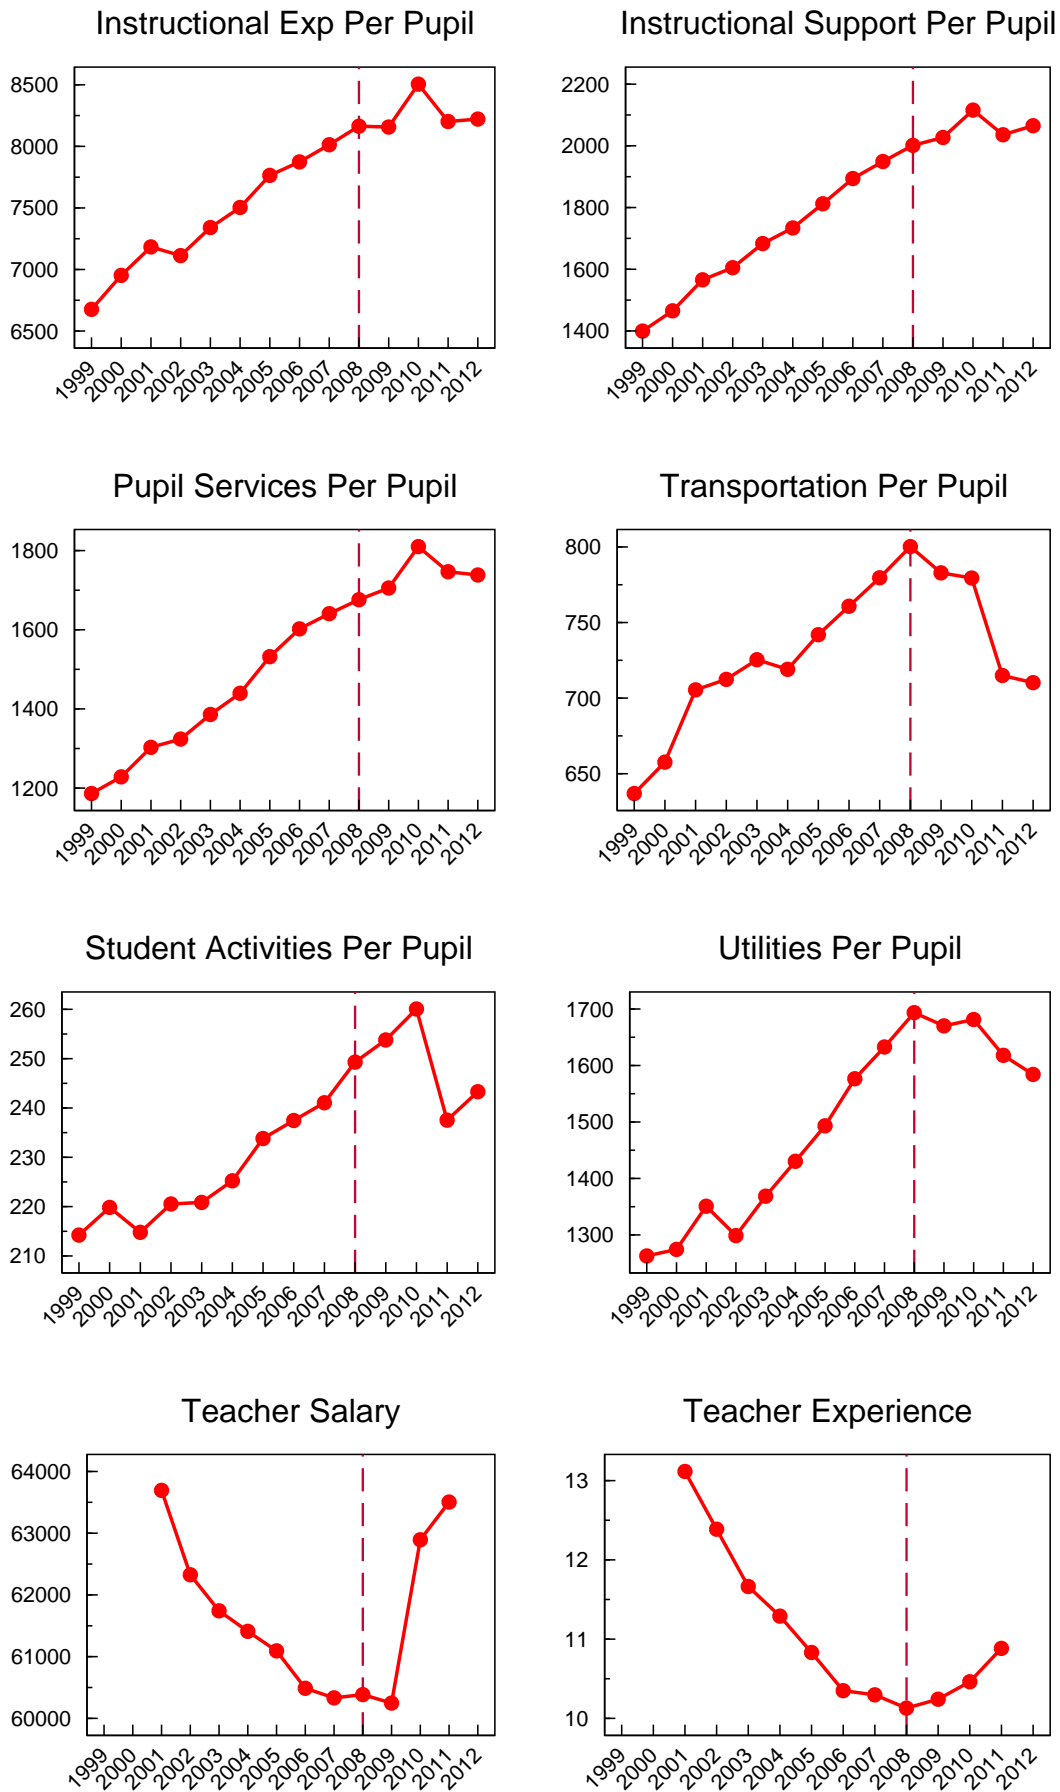 Instructional Exp Per Pupil
8500
8000
7500
7000
6500
1999 2000 2001 2002 2003 2004 2005 2006 2007 2008 2009 2010 2011 2012
Instructional Support Per Pupil
2200
2000
1800
1600
1400
1999 2000 2001 2002 2003 2004 2005 2006 2007 2008 2009 2010 2011 2012
Pupil Services Per Pupil
1800
1600
1400
1200
1999 2000 2001 2002 2003 2004 2005 2006 2007 2008 2009 2010 2011 2012
Transportation Per Pupil
800
750
700
650
1999 2000 2001 2002 2003 2004 2005 2006 2007 2008 2009 2010 2011 2012
Student Activities Per Pupil
260
250
240
230
220
210
1999 2000 2001 2002 2003 2004 2005 2006 2007 2008 2009 2010 2011 2012
Utilities Per Pupil
1700
1600
1500
1400
1300
1999 2000 2001 2002 2003 2004 2005 2006 2007 2008 2009 2010 2011 2012
Teacher Salary
64000
63000
62000
61000
60000
1999 2000 2001 2002 2003 2004 2005 2006 2007 2008 2009 2010 2011 2012
Teacher Experience
13
12
11
10
1999 2000 2001 2002 2003 2004 2005 2006 2007 2008 2009 2010 2011 2012